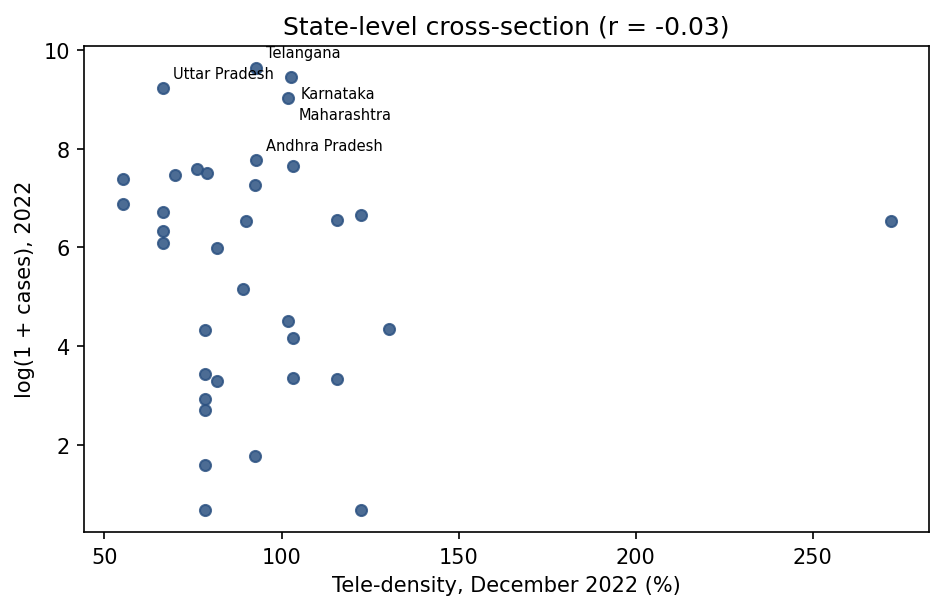 State-level cross-section (r = -0.03)
10
8
6
4
2
log(1 + cases), 2022
Telangana
Uttar Pradesh
Karnataka
Maharashtra
Andhra Pradesh
50
100
150
200
250
Tele-density, December 2022 (%)